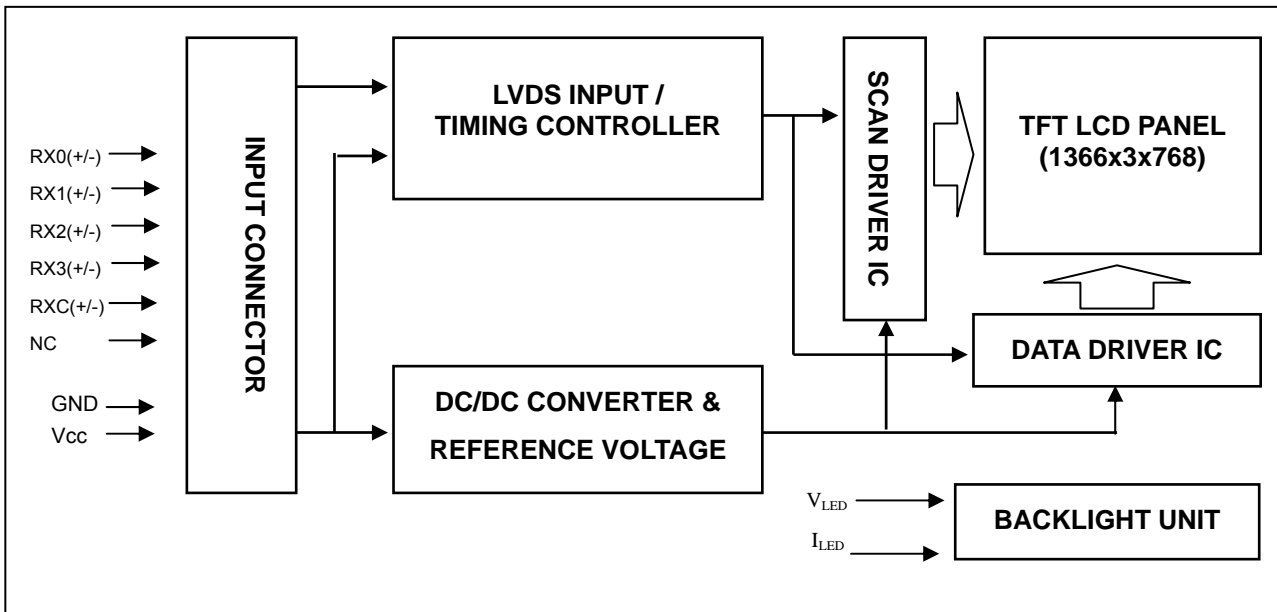 RX0(+/-)
RX1(+/-)
RX2(+/-)
RX3(+/-)
RXC(+/-)
NC
GND
Vcc
INPUT CONNECTOR
LVDS INPUT /
TIMING CONTROLLER
DC/DC CONVERTER &
REFERENCE VOLTAGE
SCAN DRIVER IC
TFT LCD PANEL
(1366x3x768)
DATA DRIVER IC
VLED
ILED
BACKLIGHT UNIT